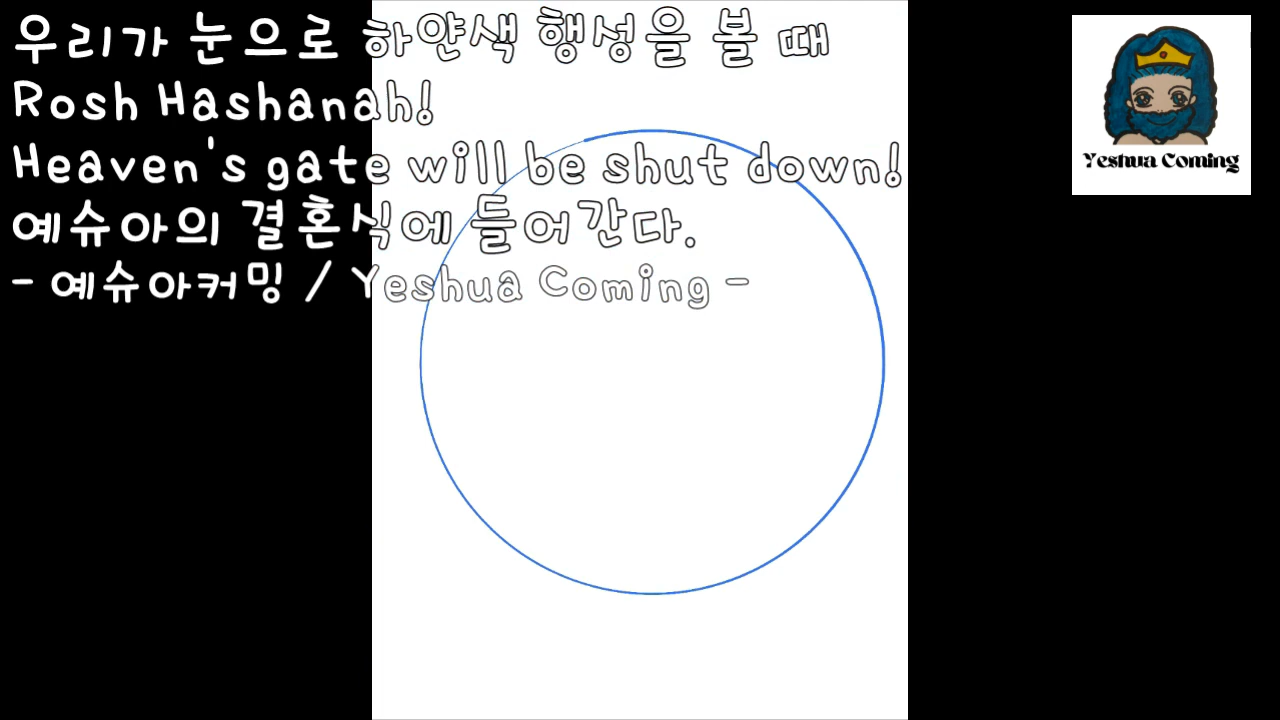 우리가 눈으로 하얀색 행성을 볼 때
Rosh Hashanah!
Heaven's gate will be shut down!
예슈아의 결혼식에 들어간다.
- 예슈아커밍 / Yeshua Coming -
Yeshua Coming